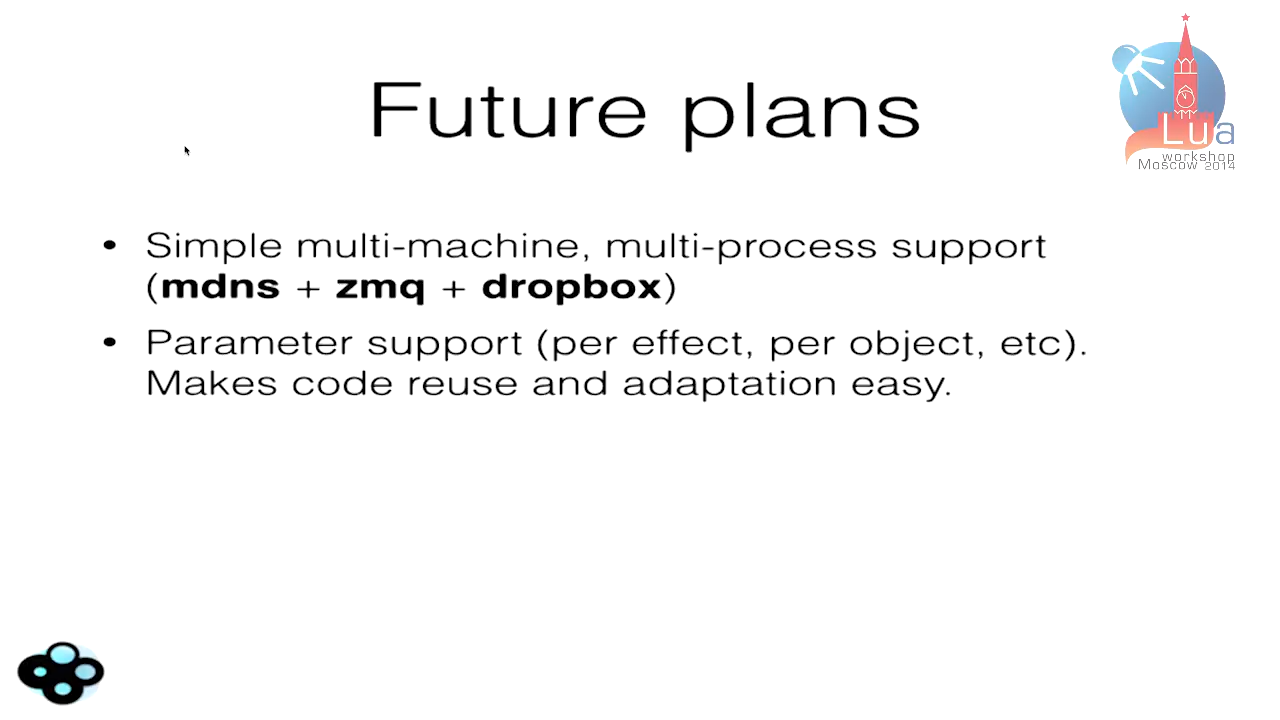 Future plans
Lua
workshop
Moscow 2014
• Simple multi-machine, multi-process support
(mdns + zmq + dropbox)
• Parameter support (per effect, per object, etc).
Makes code reuse and adaptation easy.